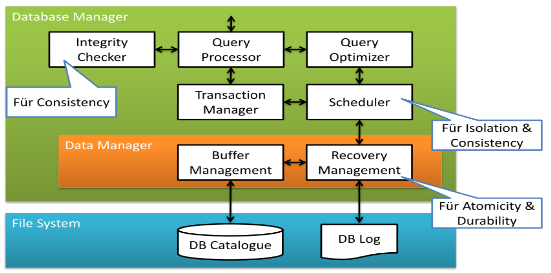 Database Manager
Integrity
Checker
Query
Processor
Query
Optimizer
Für Consistency
Transaction
Manager
Scheduler
Für Isolation &
Consistency
Data Manager
Buffer
Management
Recovery
Management
Für Atomicity &
Durability
File System
DB Catalogue
DB Log